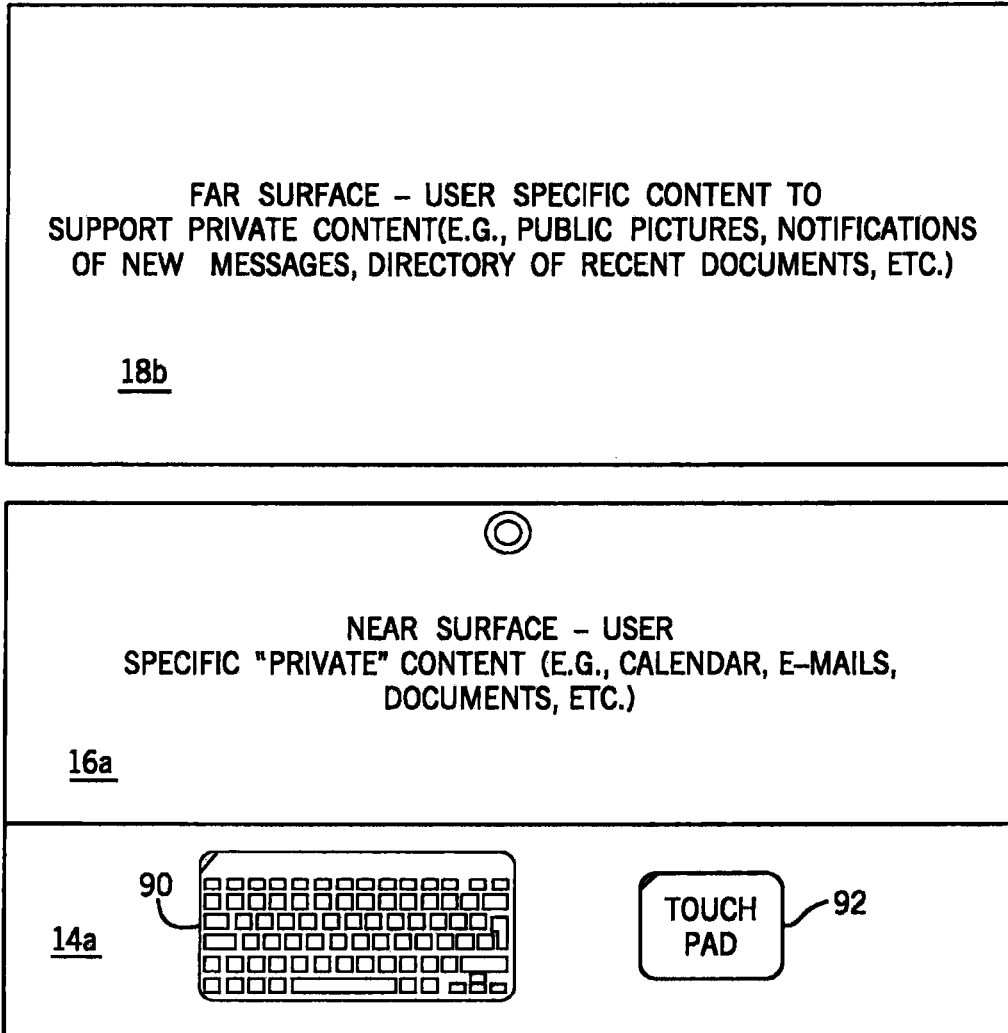 FAR SURFACE – USER SPECIFIC CONTENT TO
SUPPORT PRIVATE CONTENT(E.G., PUBLIC PICTURES, NOTIFICATIONS
OF NEW MESSAGES, DIRECTORY OF RECENT DOCUMENTS, ETC.)
18b
NEAR SURFACE – USER
SPECIFIC "PRIVATE" CONTENT (E.G., CALENDAR, E–MAILS,
DOCUMENTS, ETC.)
16a
90
14a
TOUCH
PAD
92